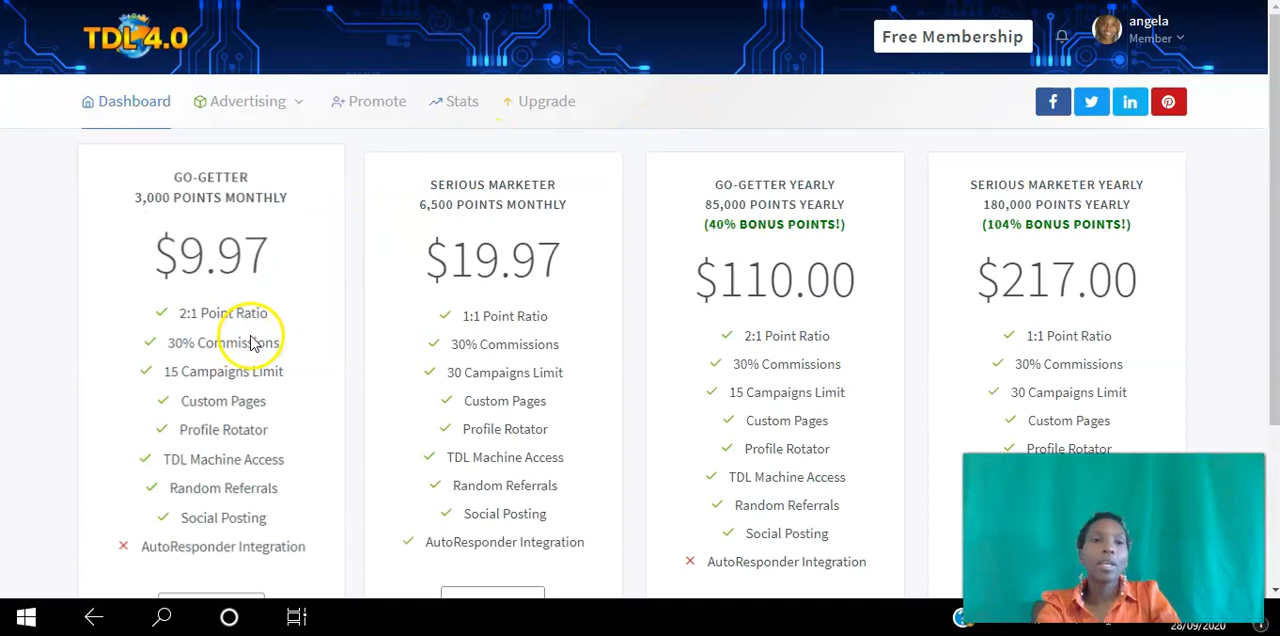 TDL 4.0
Free Membership
angela
Member
Dashboard
Advertising
Promote
Stats
Upgrade
GO-GETTER
3,000 POINTS MONTHLY
$9.97
2:1 Point Ratio
30% Commissions
15 Campaigns Limit
Custom Pages
Profile Rotator
TDL Machine Access
Random Referrals
Social Posting
AutoResponder Integration
SERIOUS MARKETER
6,500 POINTS MONTHLY
$19.97
1:1 Point Ratio
30% Commissions
30 Campaigns Limit
Custom Pages
Profile Rotator
TDL Machine Access
Random Referrals
Social Posting
AutoResponder Integration
GO-GETTER YEARLY
85,000 POINTS YEARLY
(40% BONUS POINTS!)
$110.00
2:1 Point Ratio
30% Commissions
15 Campaigns Limit
Custom Pages
Profile Rotator
TDL Machine Access
Random Referrals
Social Posting
AutoResponder Integration
SERIOUS MARKETER YEARLY
180,000 POINTS YEARLY
(104% BONUS POINTS!)
$217.00
1:1 Point Ratio
30% Commissions
30 Campaigns Limit
Custom Pages
Profile Rotator
28/09/2020